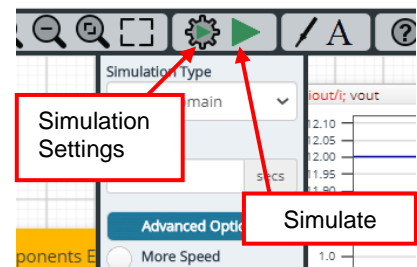 A
?
Simulation Type
omain
iout/i; vout
Simulation
Settings
12.10
12.05
12.00
11.95
11.90
secs
Simulate
Advanced Optio
ponents E
More Speed
1.0